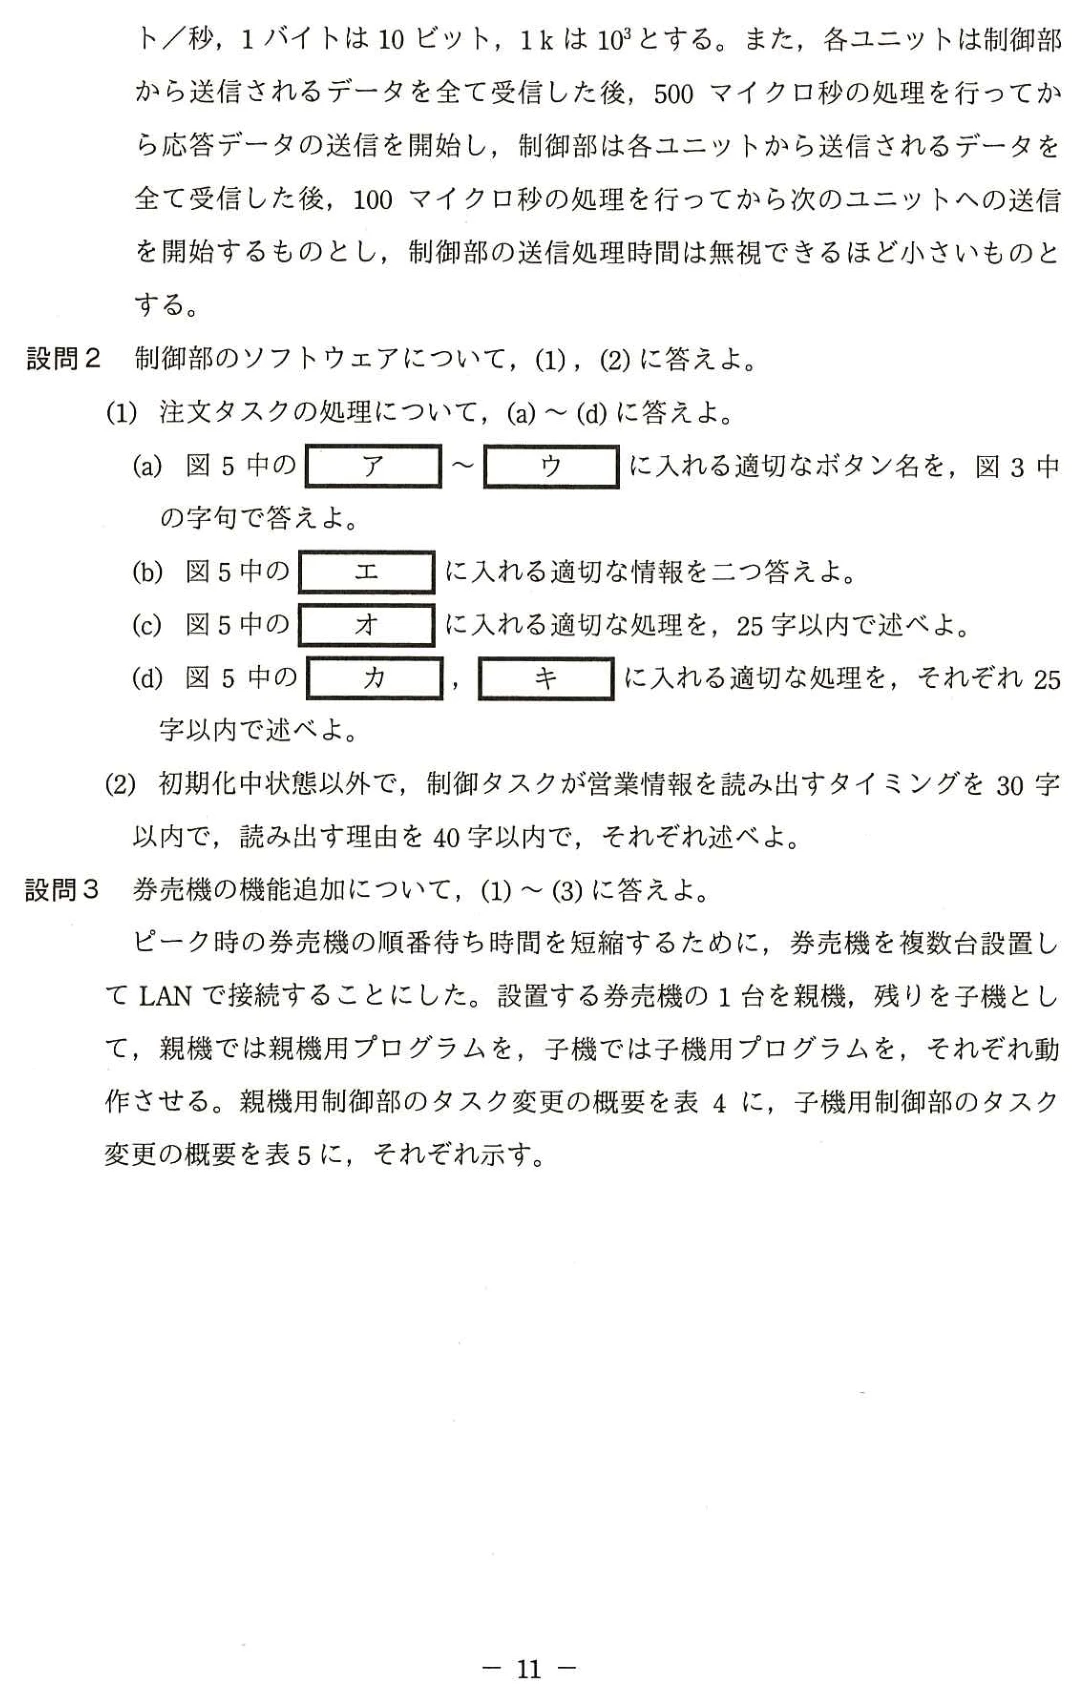 ト／秒，1 バイトは 10 ビット，1 k は 10³とする。また，各ユニットは制御部
から送信されるデータを全て受信した後，500 マイクロ秒の処理を行ってか
ら応答データの送信を開始し，制御部は各ユニットから送信されるデータを
全て受信した後，100 マイクロ秒の処理を行ってから次のユニットへの送信
を開始するものとし，制御部の送信処理時間は無視できるほど小さいものと
する。
設問2 制御部のソフトウェアについて，(1)，(2) に答えよ。
(1) 注文タスクの処理について，(a) ～ (d) に答えよ。
(a) 図 5 中の ア ～ ウ に入れる適切なボタン名を，図 3 中
の字句で答えよ。
(b) 図 5 中の エ に入れる適切な情報を二つ答えよ。
(c) 図 5 中の オ に入れる適切な処理を，25 字以内で述べよ。
(d) 図 5 中の カ ， キ に入れる適切な処理を，それぞれ 25
字以内で述べよ。
(2) 初期化中状態以外で，制御タスクが営業情報を読み出すタイミングを 30 字
以内で，読み出す理由を 40 字以内で，それぞれ述べよ。
設問3 券売機の機能追加について，(1) ～ (3) に答えよ。
ピーク時の券売機の順番待ち時間を短縮するために，券売機を複数台設置し
て LAN で接続することにした。設置する券売機の 1 台を親機，残りを子機とし
て，親機では親機用プログラムを，子機では子機用プログラムを，それぞれ動
作させる。親機用制御部のタスク変更の概要を表 4 に，子機用制御部のタスク
変更の概要を表 5 に，それぞれ示す。
－ 11 －